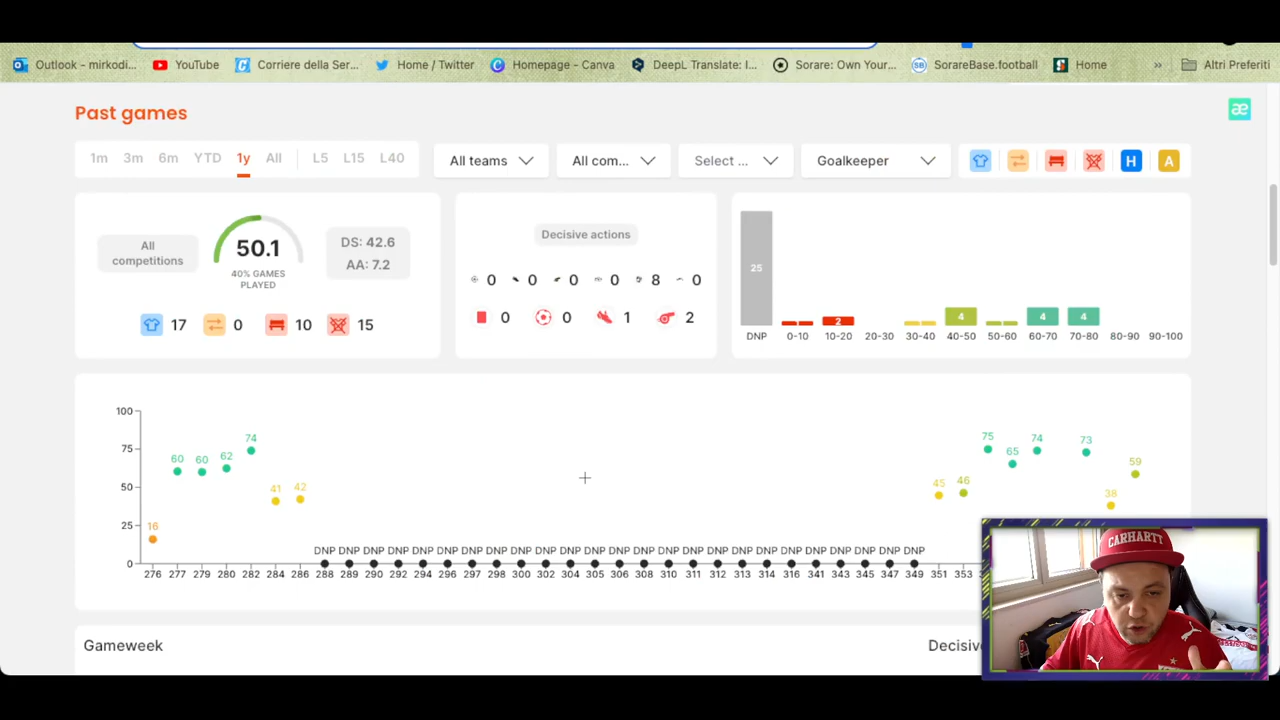 Outlook - mirkodi...
YouTube
Corriere della Ser...
Home / Twitter
Homepage - Canva
DeepL Translate: I...
Sorare: Own Your...
SB SorareBase.football
Home
»
Altri Preferiti
Past games
æ
1m 3m 6m YTD 1y All L5 L15 L40
All teams
All com...
Select ...
Goalkeeper
H
A
All
competitions
50.1
40% GAMES
PLAYED
DS: 42.6
AA: 7.2
17 0 10 15
Decisive actions
0 0 0 0 8 0
0 0 1 2
25
2
4
4
4
DNP 0-10 10-20 20-30 30-40 40-50 50-60 60-70 70-80 80-90 90-100
100
75
50
25
0
16 60 60 62 74 41 42
DNP DNP DNP DNP DNP DNP DNP DNP DNP DNP DNP DNP DNP DNP DNP DNP DNP DNP DNP DNP DNP DNP DNP DNP DNP
45 46 75 65 74 73 38 59
276 277 279 280 282 284 286 288 289 290 292 294 296 297 298 300 302 304 305 306 308 310 311 312 313 314 316 341 343 345 347 349 351 353
Gameweek
CARHARTT